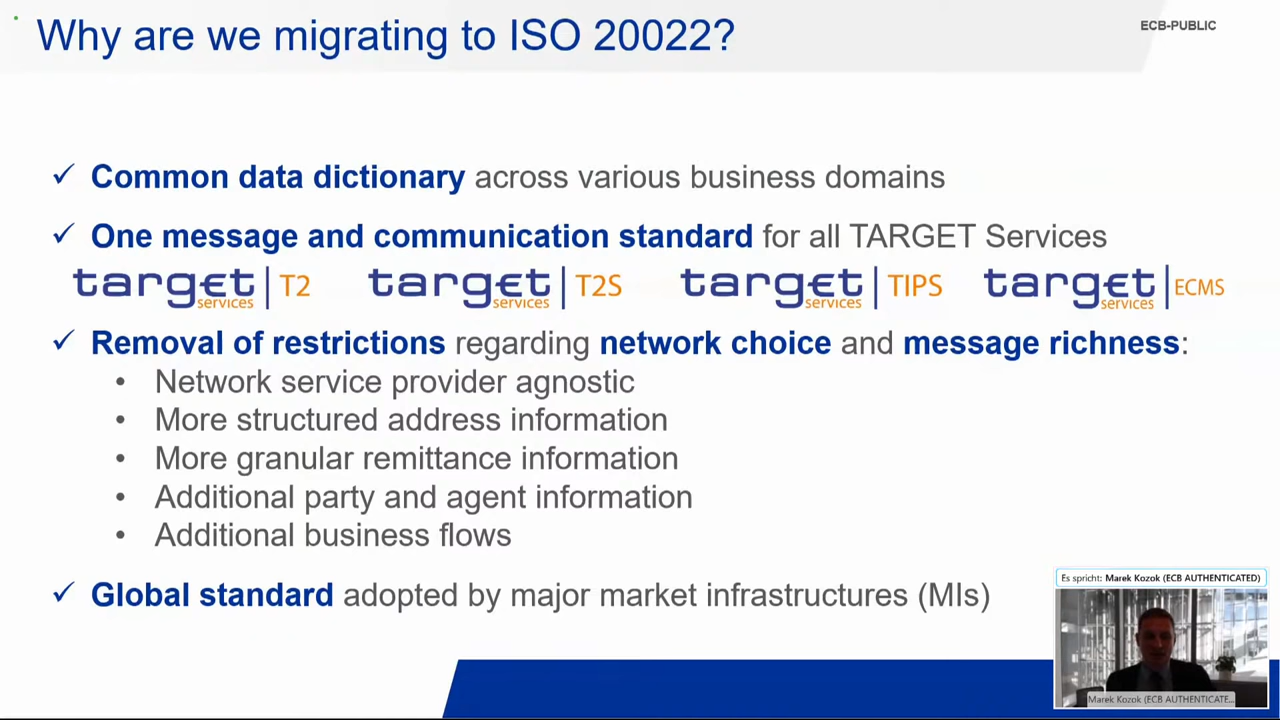 Why are we migrating to ISO 20022?
ECB-PUBLIC
✓ Common data dictionary across various business domains
✓ One message and communication standard for all TARGET Services
target services | T2
target services | T2S
target services | TIPS
target services | ECMS
✓ Removal of restrictions regarding network choice and message richness:
• Network service provider agnostic
• More structured address information
• More granular remittance information
• Additional party and agent information
• Additional business flows
✓ Global standard adopted by major market infrastructures (MIs)
Es spricht: Marek Kozok (ECB AUTHENTICATED)
Marek Kozok (ECB AUTHENTICATE...